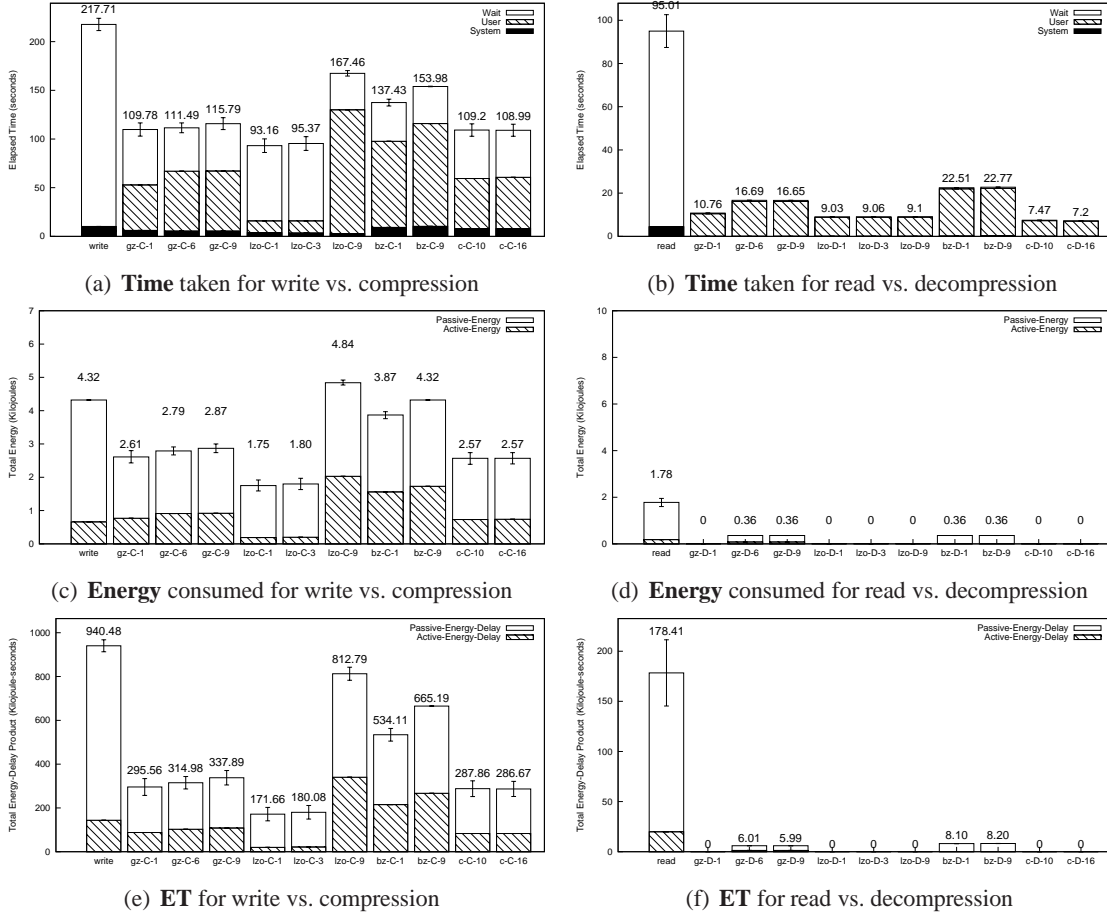 217.71
Wait
User
System
200
167.46
153.98
150
137.43
115.79
111.49
109.78
109.2
108.99
100
93.16
95.37
50
0
Elapsed Time (seconds)
write gz-C-1 gz-C-6 gz-C-9 lzo-C-1 lzo-C-3 lzo-C-9 bz-C-1 bz-C-9 c-C-10 c-C-16
(a) Time taken for write vs. compression
95.01
Wait
User
System
100
80
60
40
20
0
22.51 22.77
16.69 16.65
10.76
9.03 9.06 9.1
7.47 7.2
Elapsed Time (seconds)
read gz-D-1 gz-D-6 gz-D-9 lzo-D-1 lzo-D-3 lzo-D-9 bz-D-1 bz-D-9 c-D-10 c-D-16
(b) Time taken for read vs. decompression
7
Passive-Energy
Active-Energy
6
5
4.84
4.32
3.87
4.32
4
3
2.61
2.79
2.87
2.57 2.57
2
1.75 1.80
1
0
Total Energy (Kilojoules)
write gz-C-1 gz-C-6 gz-C-9 lzo-C-1 lzo-C-3 lzo-C-9 bz-C-1 bz-C-9 c-C-10 c-C-16
(c) Energy consumed for write vs. compression
10
Passive-Energy
Active-Energy
8
6
4
2
0
1.78
0 0.36 0.36 0 0 0 0.36 0.36 0 0
Total Energy (Kilojoules)
read gz-D-1 gz-D-6 gz-D-9 lzo-D-1 lzo-D-3 lzo-D-9 bz-D-1 bz-D-9 c-D-10 c-D-16
(d) Energy consumed for read vs. decompression
1000
940.48
Passive-Energy-Delay
Active-Energy-Delay
812.79
800
665.19
600
534.11
400
295.56
314.98
337.89
287.86 286.67
200
171.66 180.08
0
Total Energy-Delay Product (Kilojoule-seconds)
write gz-C-1 gz-C-6 gz-C-9 lzo-C-1 lzo-C-3 lzo-C-9 bz-C-1 bz-C-9 c-C-10 c-C-16
(e) ET for write vs. compression
178.41
Passive-Energy-Delay
Active-Energy-Delay
200
150
100
50
0
0 6.01 5.99 0 0 0 8.10 8.20 0 0
Total Energy-Delay Product (Kilojoule-seconds)
read gz-D-1 gz-D-6 gz-D-9 lzo-D-1 lzo-D-3 lzo-D-9 bz-D-1 bz-D-9 c-D-10 c-D-16
(f) ET for read vs. decompression